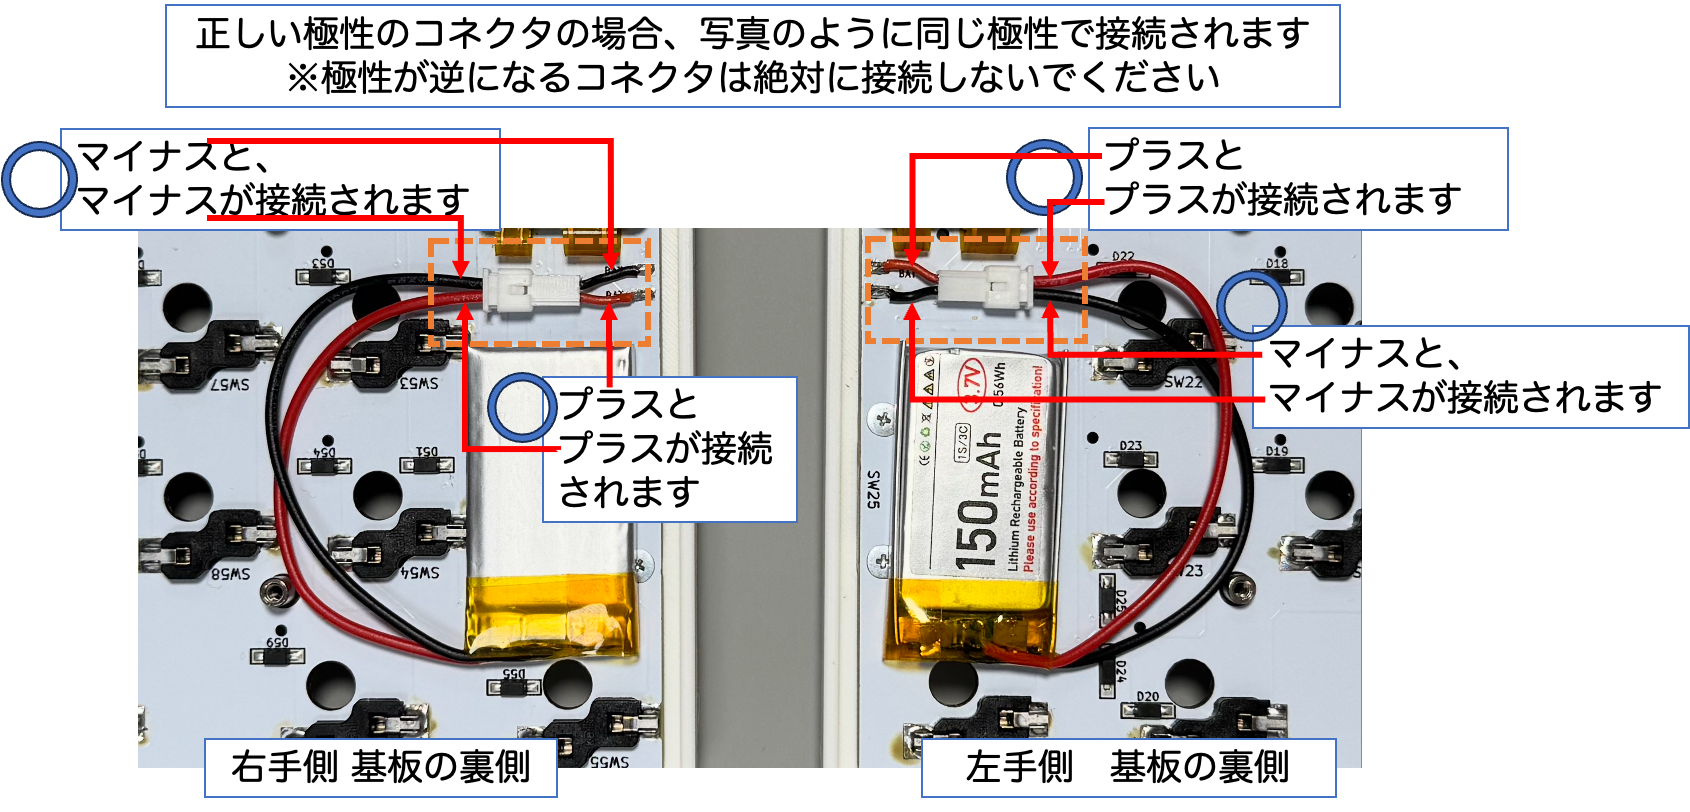 正しい極性のコネクタの場合、写真のように同じ極性で接続されます
※極性が逆になるコネクタは絶対に接続しないでください
マイナスと、
マイナスが接続されます
プラスと
プラスが接続されます
プラスと
プラスが接続
されます
マイナスと、
マイナスが接続されます
D53
SW57
SW53
D54
D51
SW58
SW54
D59
D55
SW55
BAT
D22
D18
SW22
D23
D19
SW25
D25
D24
D20
3.7V
0.56Wh
1S/3C
150mAh
Lithium Rechargeable Battery
Please use according to specification!
右手側 基板の裏側
左手側　基板の裏側